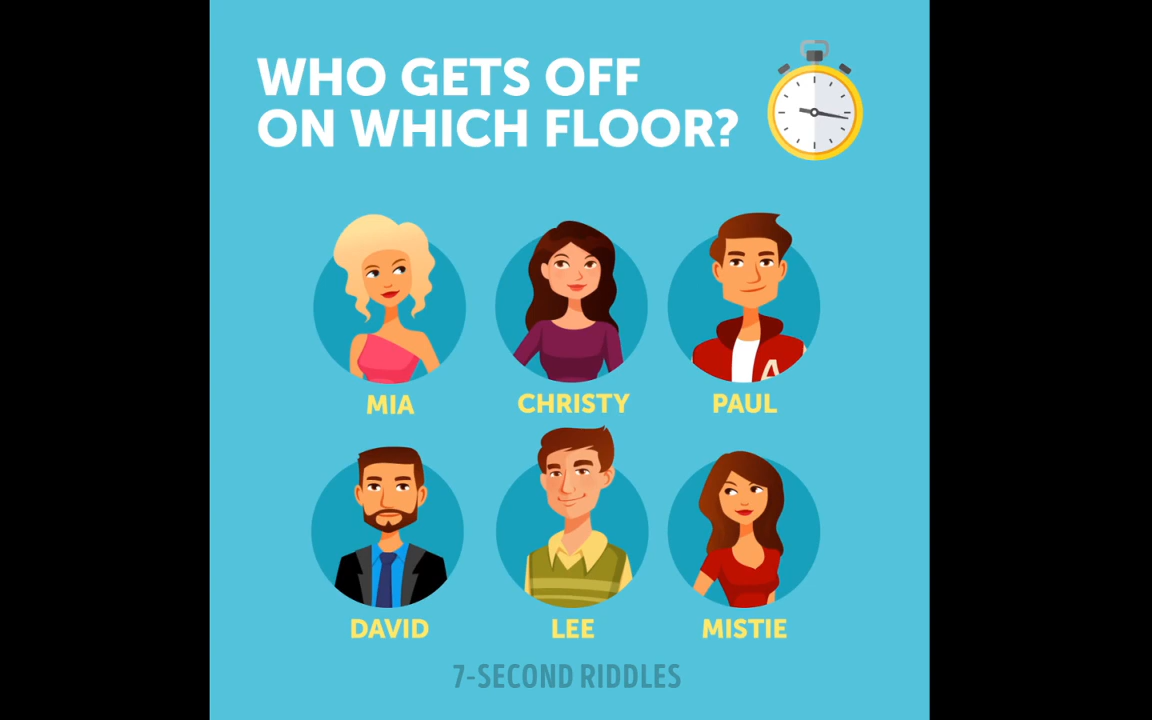 WHO GETS OFF
ON WHICH FLOOR?
MIA
CHRISTY
PAUL
A
DAVID
LEE
MISTIE
7-SECOND RIDDLES